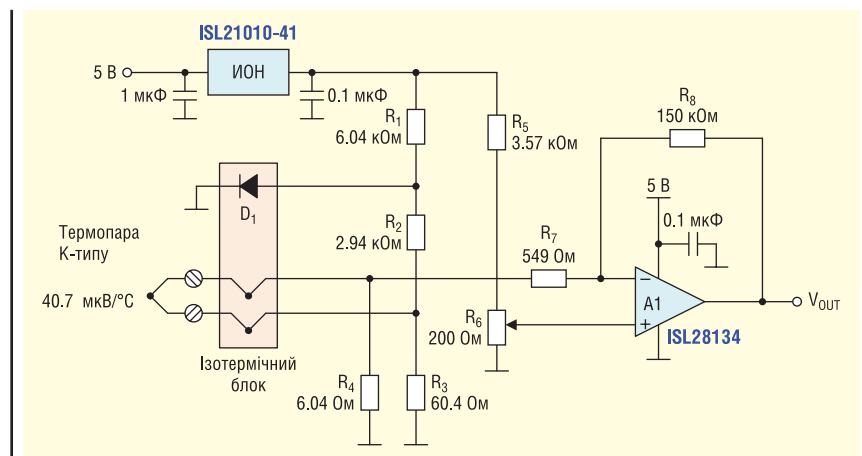 ISL21010-41
5 В
ИОН
1 мкФ
0.1 мкФ
R1
6.04 кОм
R5
3.57 кОм
R8
150 кОм
D1
R2
2.94 кОм
Термопара
К-типу
40.7 мкВ/°С
R7
549 Ом
5 В
0.1 мкФ
R6
200 Ом
−
A1
+
VOUT
ISL28134
Ізотермічний
блок
R4
6.04 Ом
R3
60.4 Ом